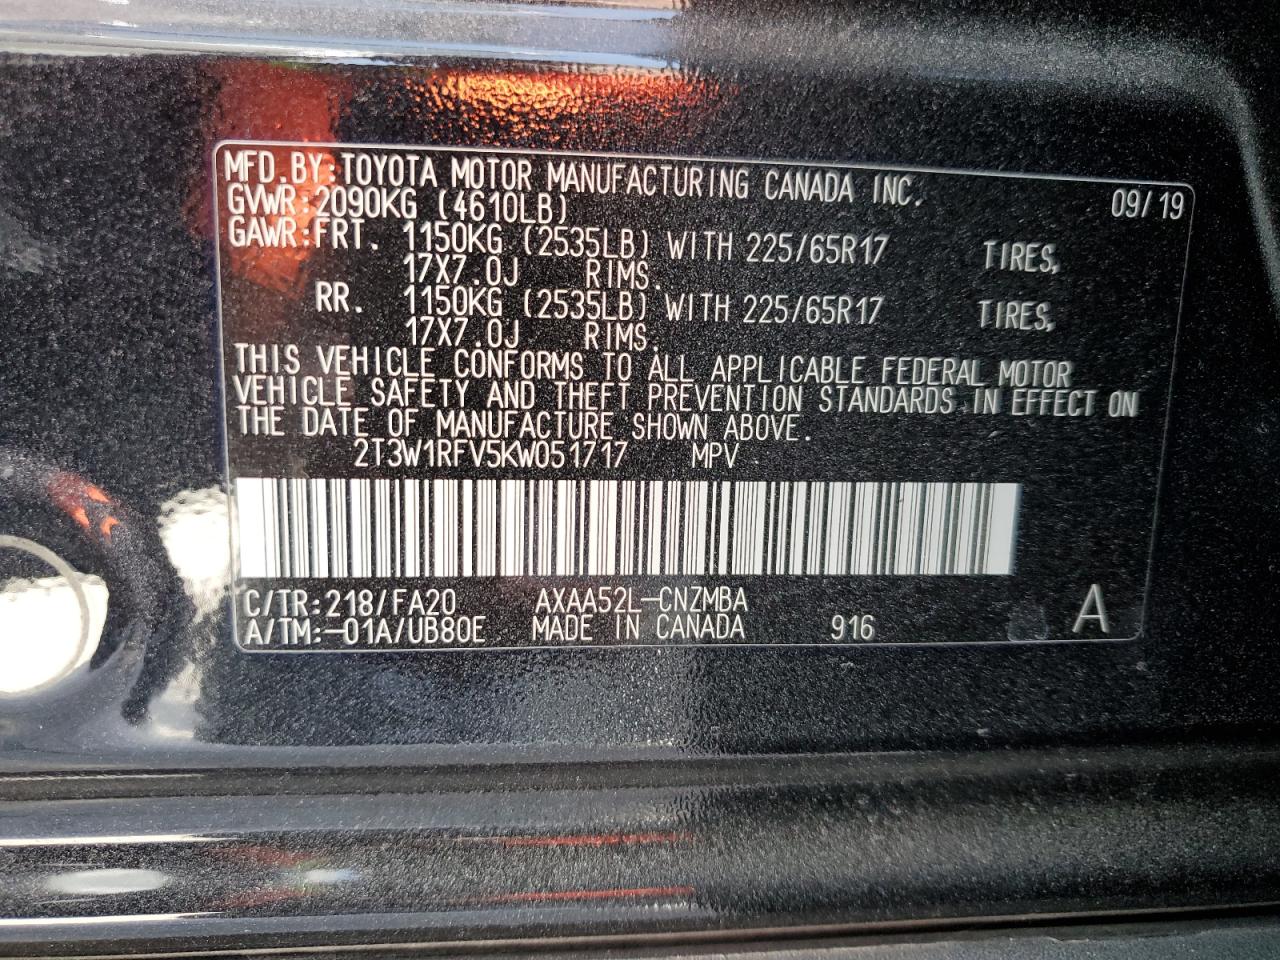 MFD.BY:TOYOTA MOTOR MANUFACTURING CANADA INC. 09/19
GVWR:2090KG (4610LB)
GAWR:FRT. 1150KG (2535LB) WITH 225/65R17 TIRES,
17X7.0J RIMS.
RR. 1150KG (2535LB) WITH 225/65R17 TIRES,
17X7.0J RIMS.
THIS VEHICLE CONFORMS TO ALL APPLICABLE FEDERAL MOTOR
VEHICLE SAFETY AND THEFT PREVENTION STANDARDS IN EFFECT ON
THE DATE OF MANUFACTURE SHOWN ABOVE.
2T3W1RFV5KW051717 MPV
C/TR:218/FA20 AXAA52L-CNZMBA A
A/TM:-01A/UB80E MADE IN CANADA 916